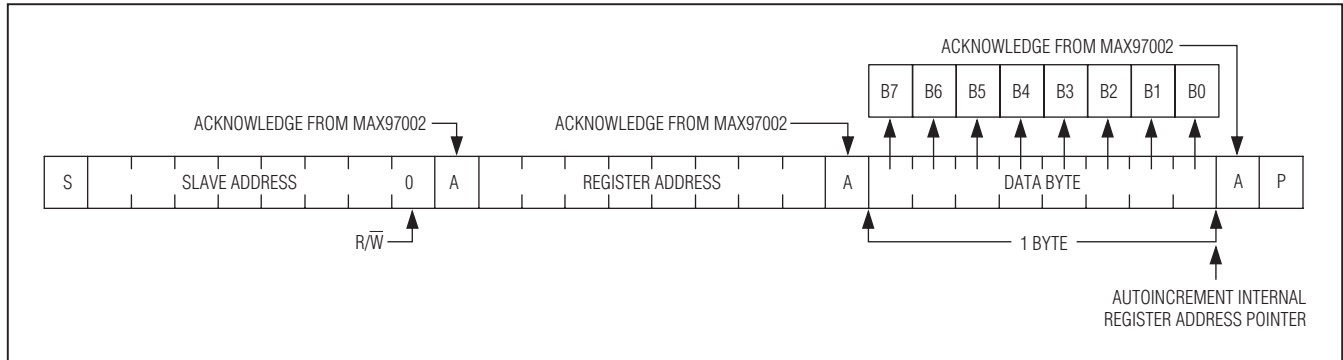 ACKNOWLEDGE FROM MAX97002
B7 B6 B5 B4 B3 B2 B1 B0
ACKNOWLEDGE FROM MAX97002 ACKNOWLEDGE FROM MAX97002
S SLAVE ADDRESS 0 A REGISTER ADDRESS A DATA BYTE A P
R/W̅ 1 BYTE
AUTOINCREMENT INTERNAL
REGISTER ADDRESS POINTER